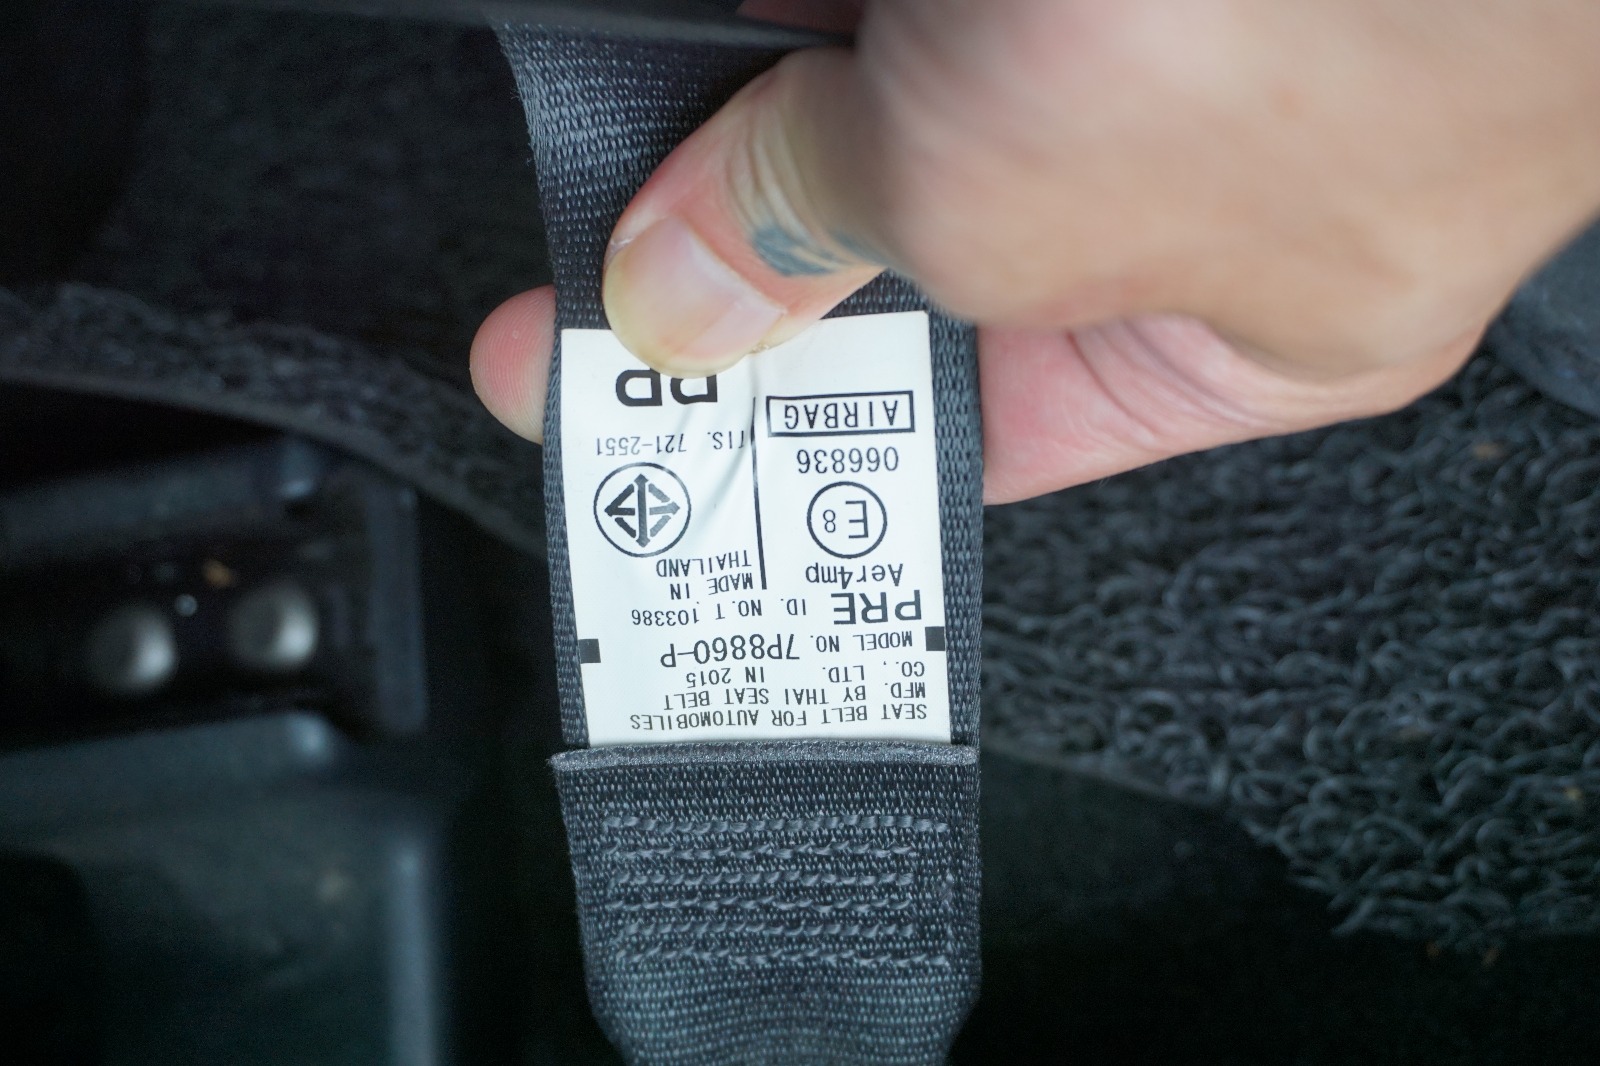 SEAT BELT FOR AUTOMOBILES
MFD. BY THAI SEAT BELT
CO., LTD. IN 2015
MODEL NO. 7P8860-P
PRE ID. NO. T 103386
Aer4mp
E8
066836
AIRBAG
MADE IN
THAILAND
TIS. 721-2551